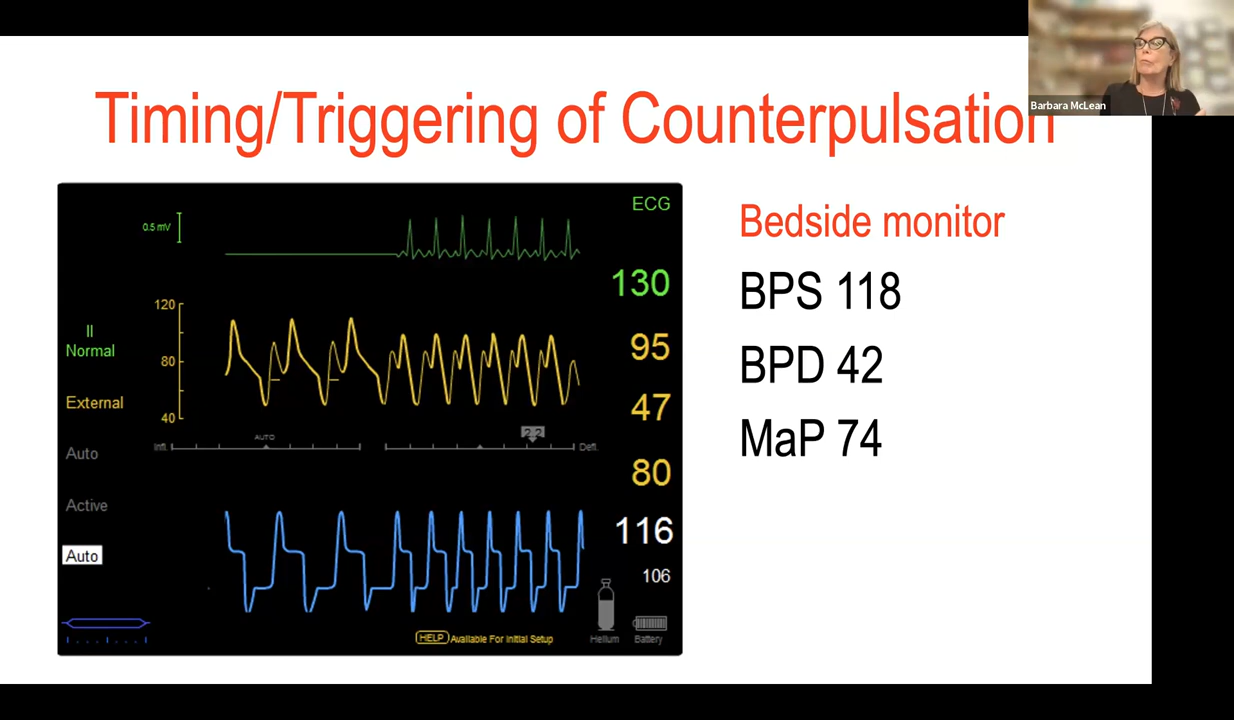 Timing/Triggering of Counterpulsation
Barbara McLean
ECG
0.5 mV
130
120
80
40
95
47
80
116
106
II
Normal
External
Auto
Active
Auto
Infl.
AUTO
2:2
Defl.
HELP Available For Initial Setup
Helium
Battery
Bedside monitor
BPS 118
BPD 42
MaP 74